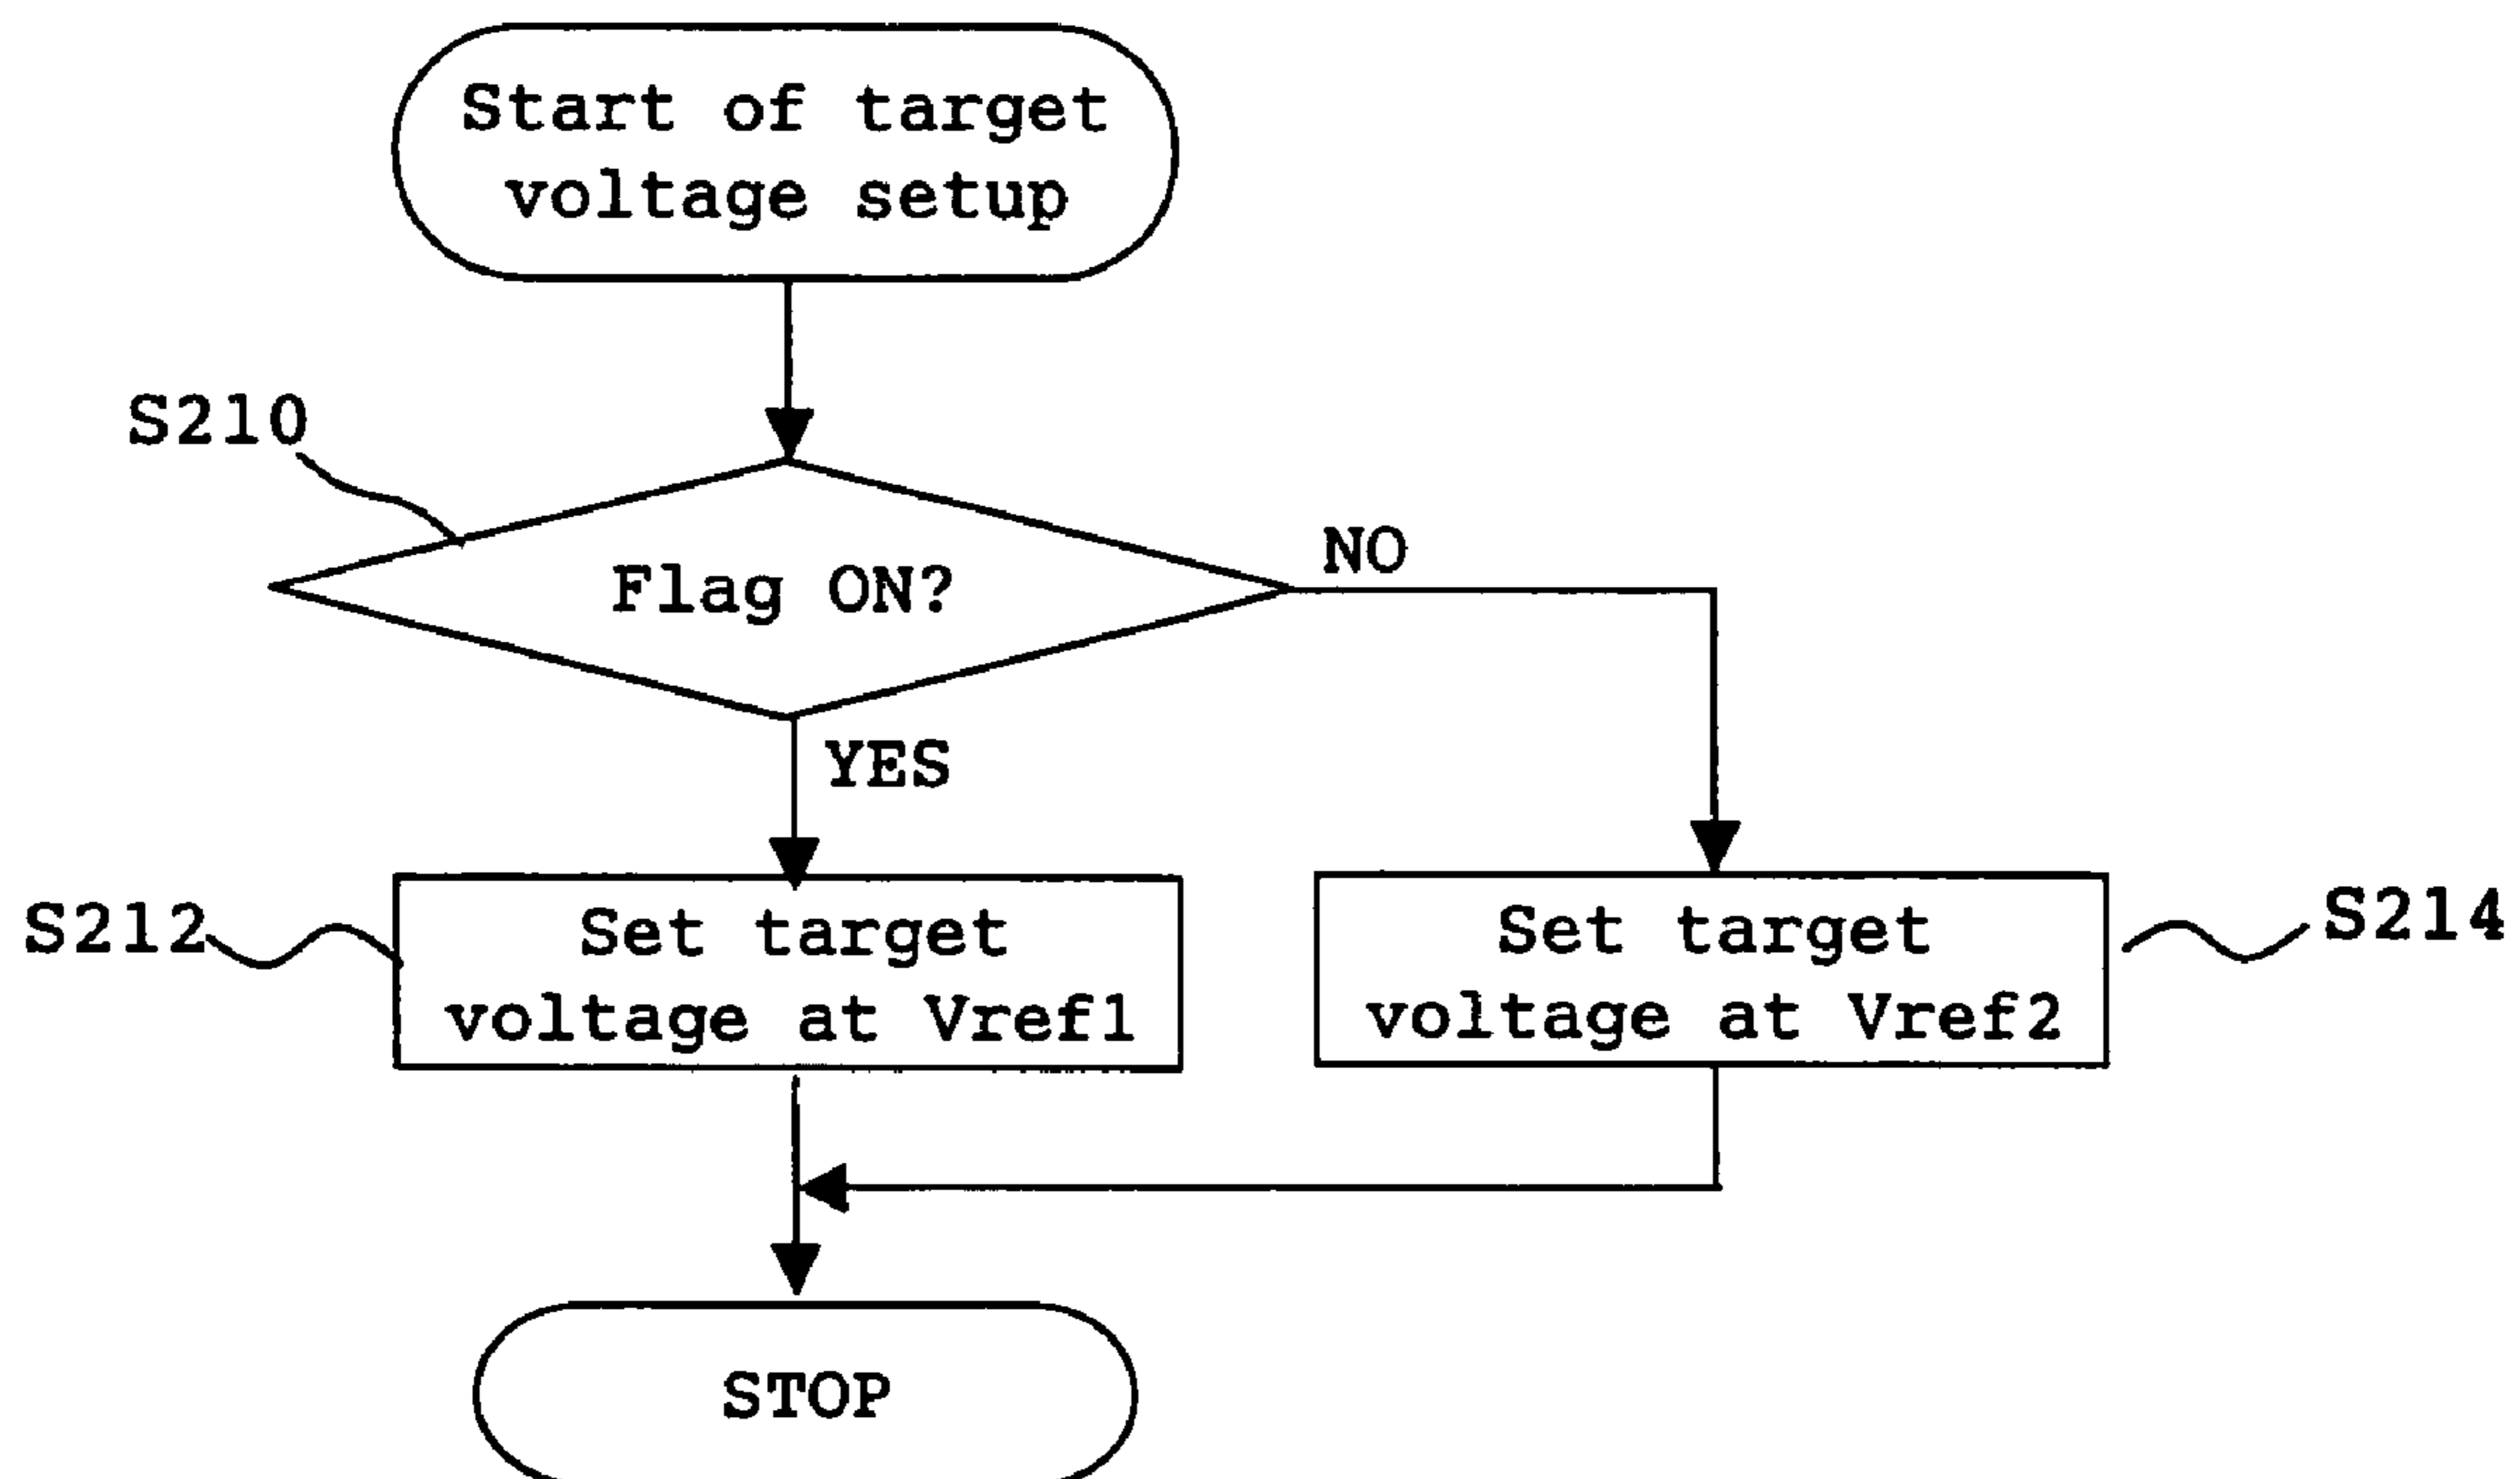 Start of target
voltage setup
S210
Flag ON?
NO
YES
S212
Set target
voltage at Vref1
Set target
voltage at Vref2
S214
STOP